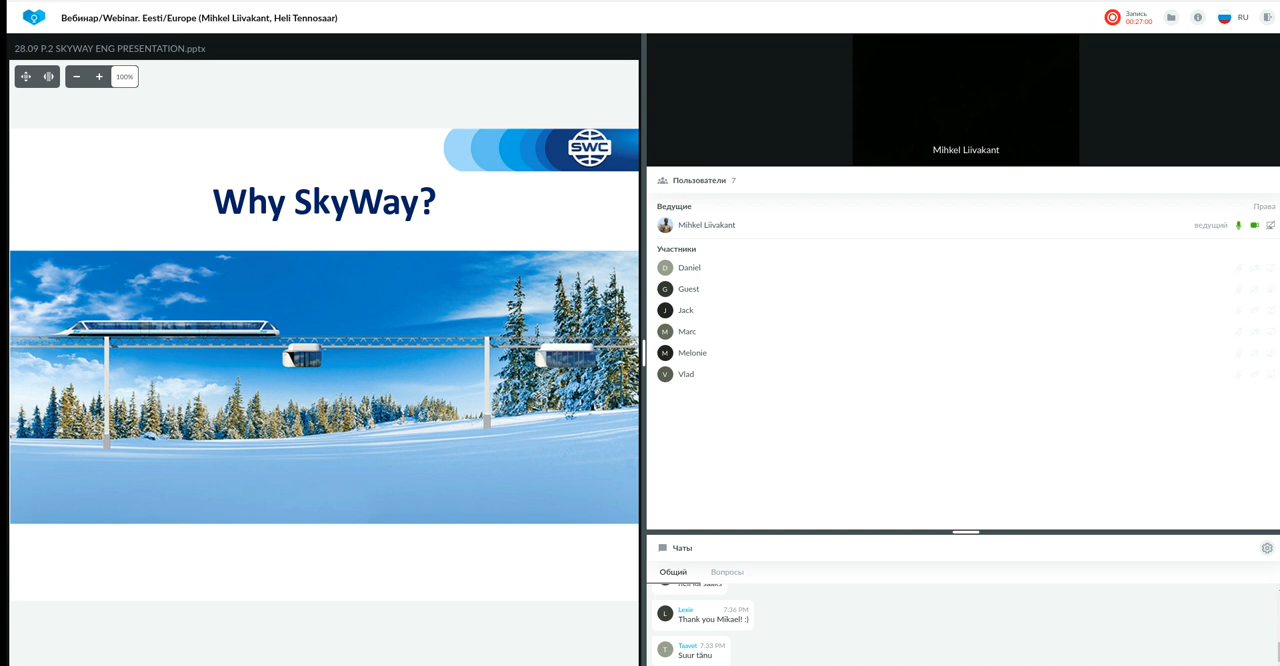 Вебинар/Webinar. Eesti/Europe (Mihkel Liivakant, Heli Tennosaar)
Запись
00:27:00
RU
28.09 P.2 SKYWAY ENG PRESENTATION.pptx
100%
SWC
Why SkyWay?
Mihkel Liivakant
Пользователи 7
Ведущие Права
Mihkel Liivakant ведущий
Участники
D Daniel
G Guest
J Jack
M Marc
M Melonie
V Vlad
Чаты
Общий Вопросы
L Lexie 7:36 PM
Thank you Mikael! :)
T Taavet 7:33 PM
Suur tänu